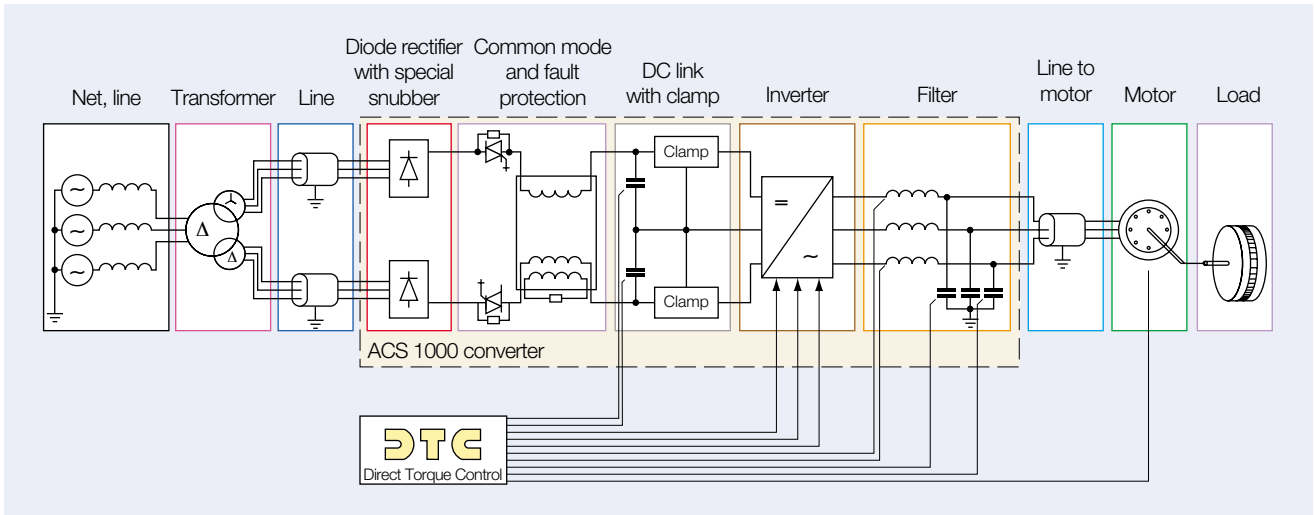 Net, line
Transformer
Line
Diode rectifier
with special
snubber
Common mode
and fault
protection
DC link
with clamp
Inverter
Filter
Line to
motor
Motor
Load
~
~
~
Δ
Δ
Clamp
Clamp
=
~
ACS 1000 converter
DTC
Direct Torque Control